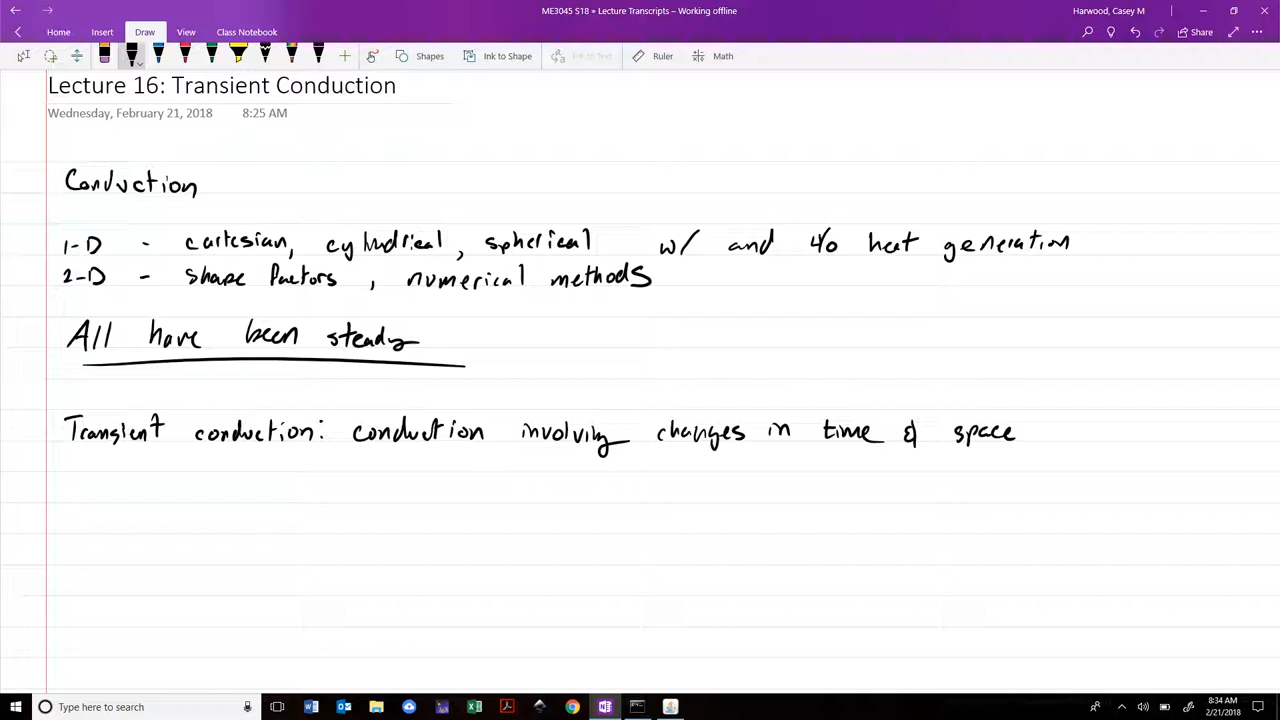 ME3045 S18 » Lecture Transcripts – Working offline
Harwood, Casey M
Home Insert Draw View Class Notebook
Share
Shapes Ink to Shape Ink to Text Ruler Math
Lecture 16: Transient Conduction
Wednesday, February 21, 2018 8:25 AM
Conduction
1-D - cartesian, cylindrical, spherical w/ and w/o heat generation
2-D - shape factors, numerical methods
All have been steady
Transient conduction: conduction involving changes in time & space
Type here to search
8:34 AM
2/21/2018